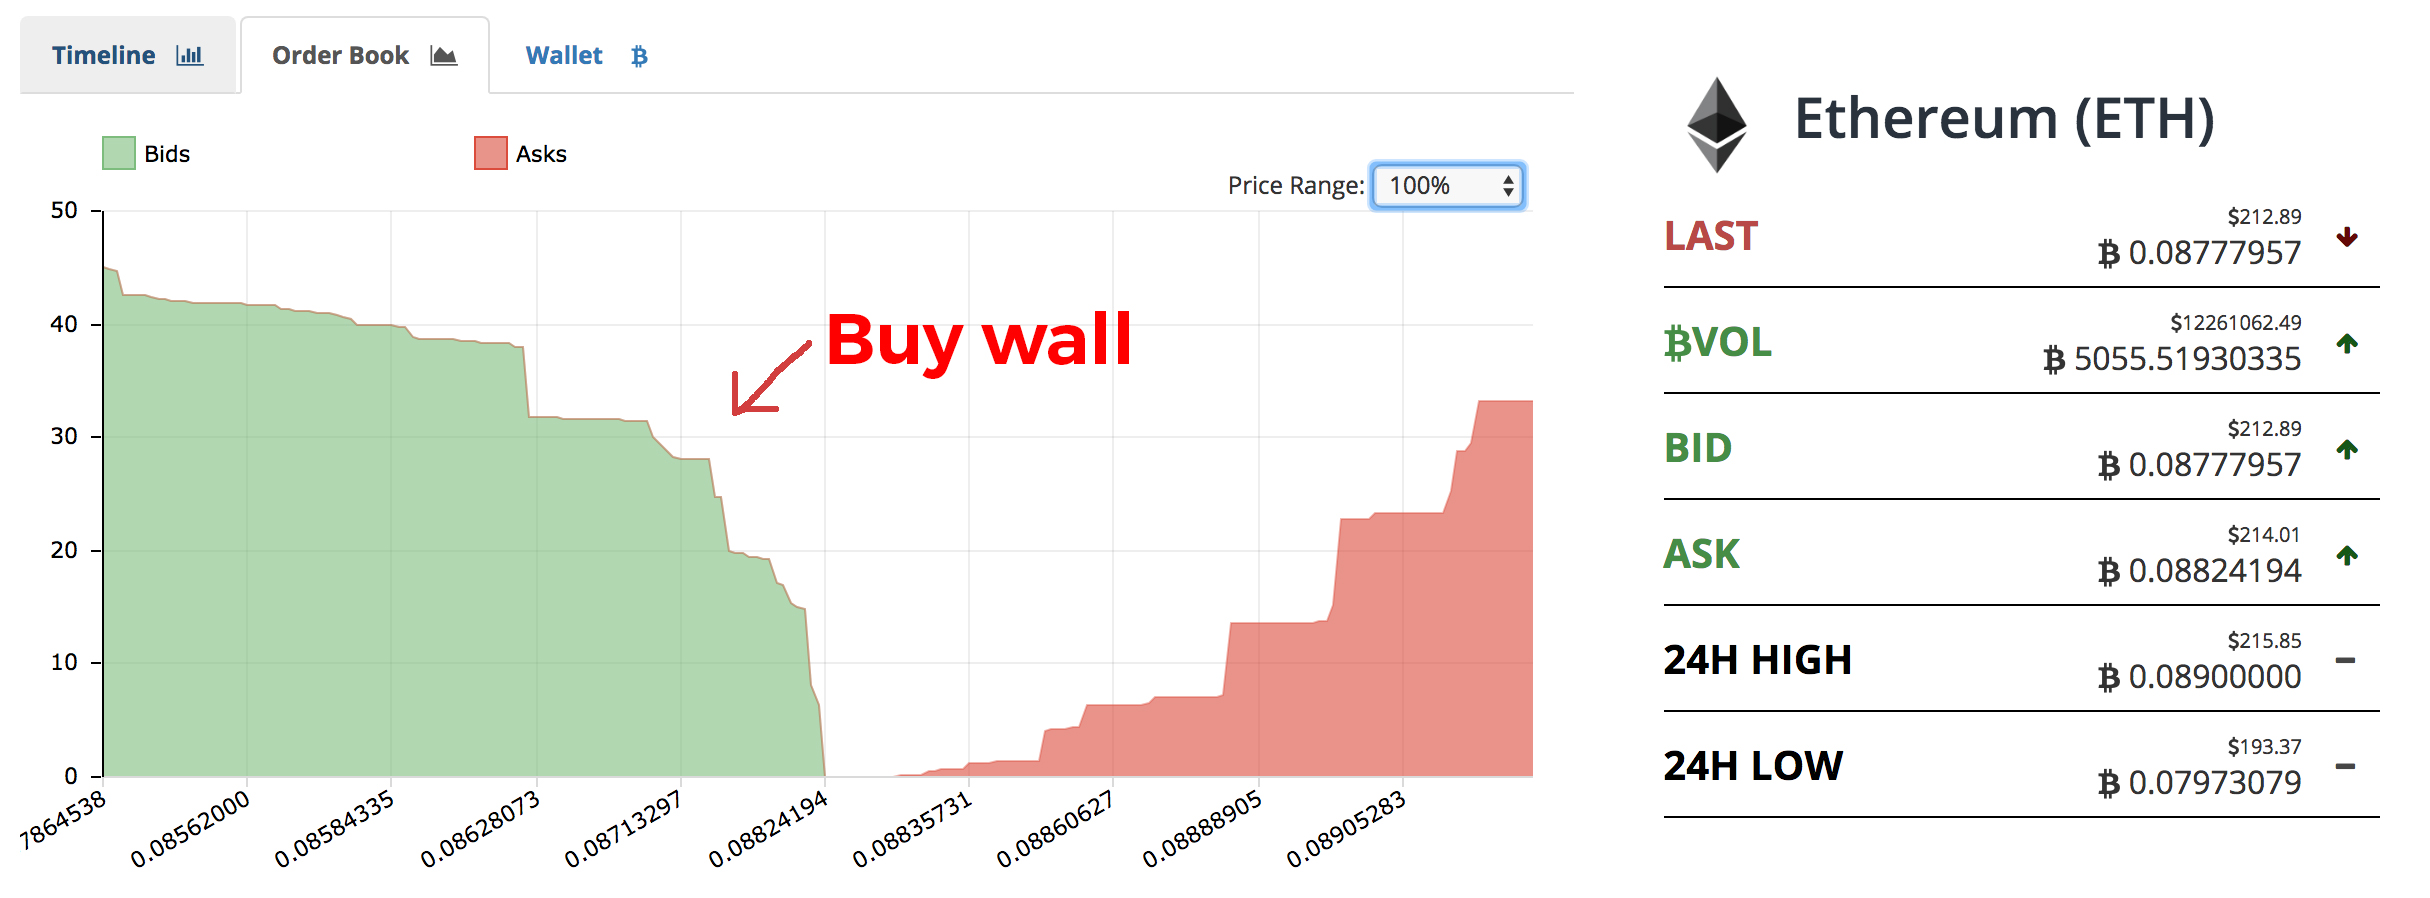 Timeline
Order Book
Wallet ₿
Bids
Asks
Price Range: 100%
50
40
30
20
10
0
7864538
0.08562000
0.08584335
0.08628073
0.08713297
0.08824194
0.08835731
0.08860627
0.08888905
0.08905283
Buy wall
Ethereum (ETH)
LAST
$212.89
₿ 0.08777957
₿VOL
$12261062.49
₿ 5055.51930335
BID
$212.89
₿ 0.08777957
ASK
$214.01
₿ 0.08824194
24H HIGH
$215.85
₿ 0.08900000
24H LOW
$193.37
₿ 0.07973079